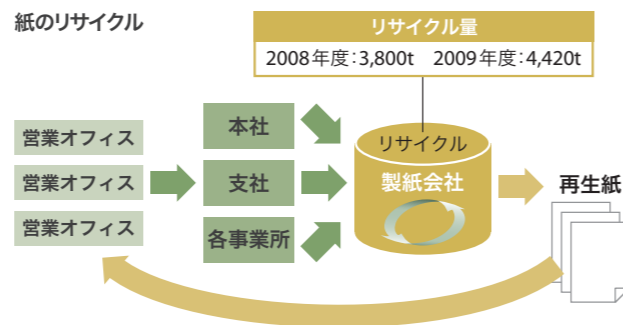 紙のリサイクル
リサイクル量
2008年度:3,800t 2009年度:4,420t
営業オフィス
営業オフィス
営業オフィス
本社
支社
各事業所
リサイクル
製紙会社
再生紙